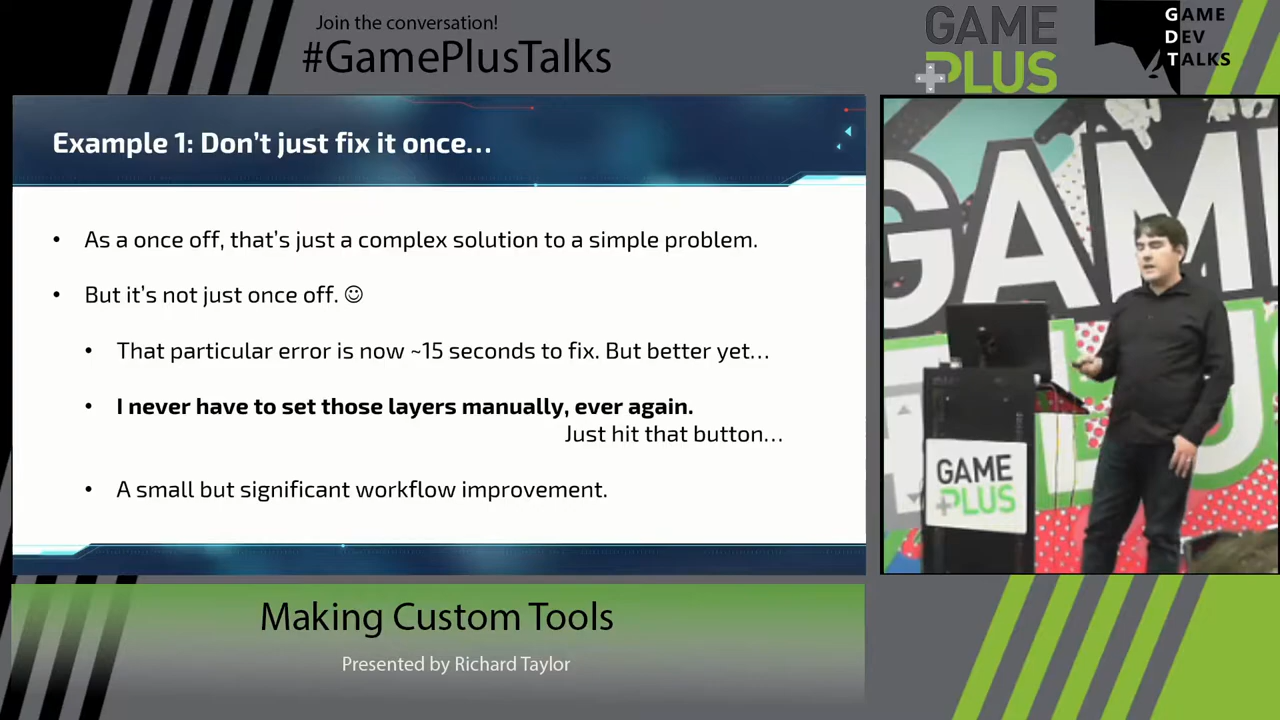 Join the conversation!
#GamePlusTalks
GAME
PLUS
GAME
DEV
TALKS
Example 1: Don't just fix it once...
• As a once off, that's just a complex solution to a simple problem.
• But it's not just once off. ☺
• That particular error is now ~15 seconds to fix. But better yet...
• I never have to set those layers manually, ever again.
Just hit that button...
• A small but significant workflow improvement.
GAME
GAME
PLUS
Making Custom Tools
Presented by Richard Taylor